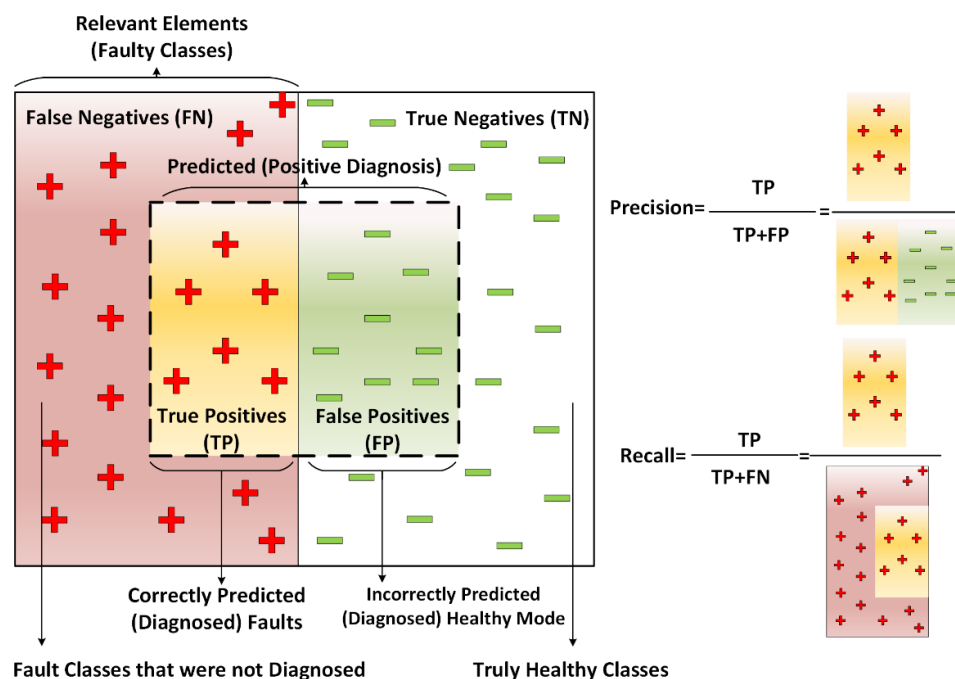 Relevant Elements
(Faulty Classes)
False Negatives (FN)
True Negatives (TN)
Predicted (Positive Diagnosis)
True Positives
(TP)
False Positives
(FP)
Correctly Predicted
(Diagnosed) Faults
Incorrectly Predicted
(Diagnosed) Healthy Mode
Fault Classes that were not Diagnosed
Truly Healthy Classes
Precision=
TP
TP+FP
=
Recall=
TP
TP+FN
=